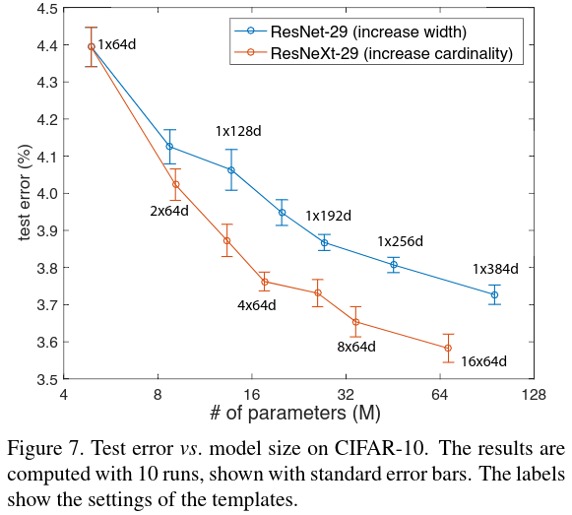 4.5
4.4
4.3
4.2
4.1
4.0
3.9
3.8
3.7
3.6
3.5
test error (%)
ResNet-29 (increase width)
ResNeXt-29 (increase cardinality)
1x64d
1x128d
2x64d
1x192d
1x256d
1x384d
4x64d
8x64d
16x64d
4 8 16 32 64 128
# of parameters (M)
Figure 7. Test error vs. model size on CIFAR-10. The results are
computed with 10 runs, shown with standard error bars. The labels
show the settings of the templates.